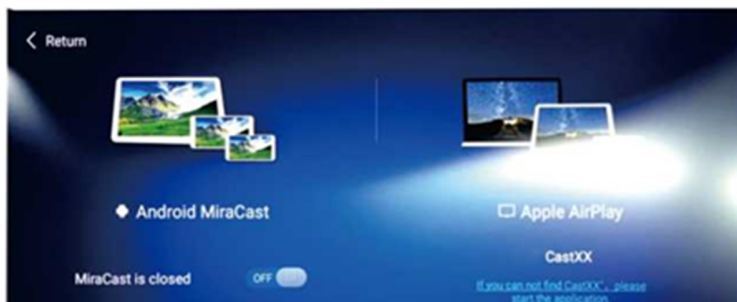 Return
Android MiraCast
Apple AirPlay
MiraCast is closed
OFF
CastXX
If you can not find CastXX", please
start the application